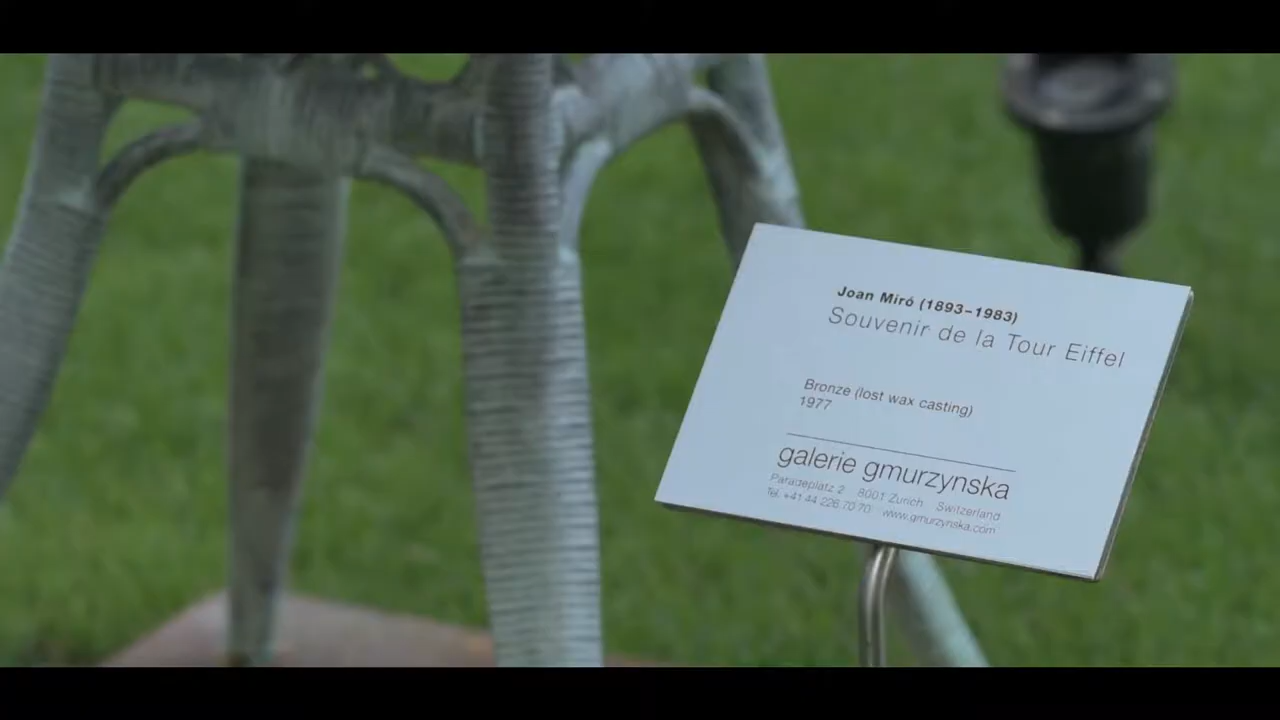 Joan Miró (1893–1983)
Souvenir de la Tour Eiffel
Bronze (lost wax casting)
1977
galerie gmurzynska
Paradeplatz 2 8001 Zurich Switzerland
Tel. +41 44 226 70 70 www.gmurzynska.com